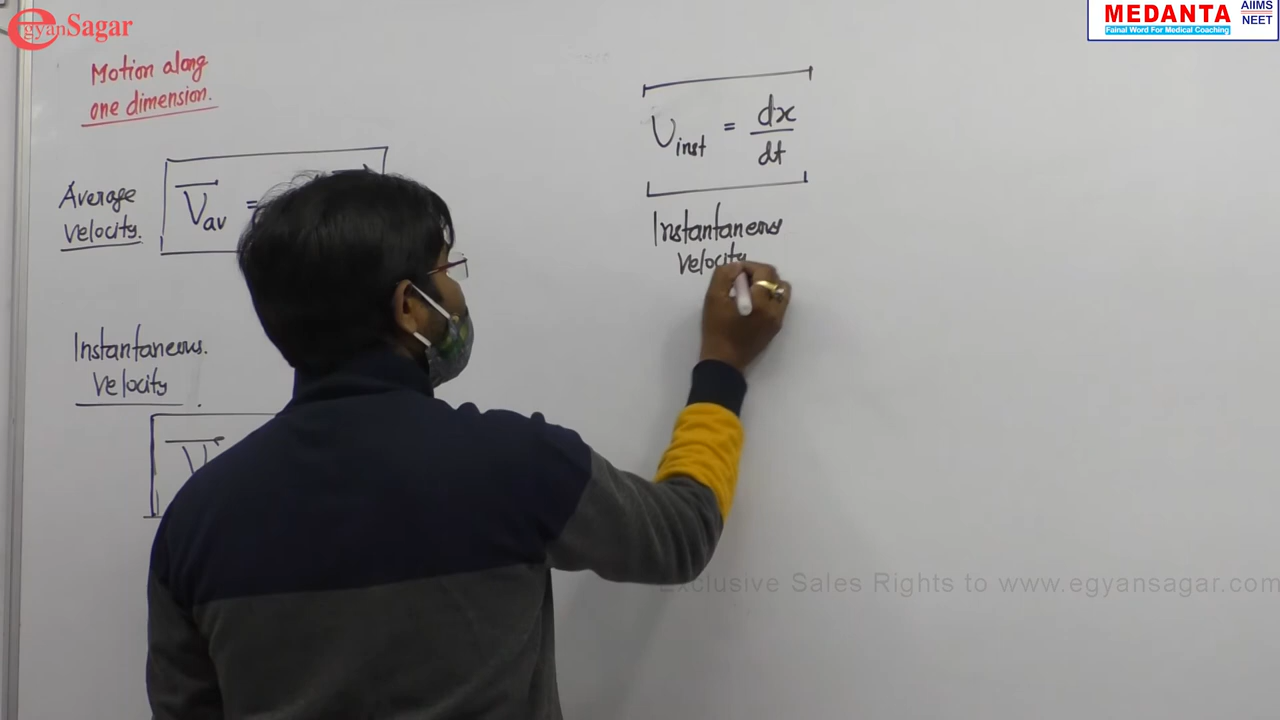 egyanSagar
MEDANTA AIIMS NEET
Fainal Word For Medical Coaching
Motion along
one dimension.
Average
velocity.
V av =
Instantaneous.
Velocity
V
V inst = dx/dt
Instantaneous
velocity
Exclusive Sales Rights to www.egyansagar.com